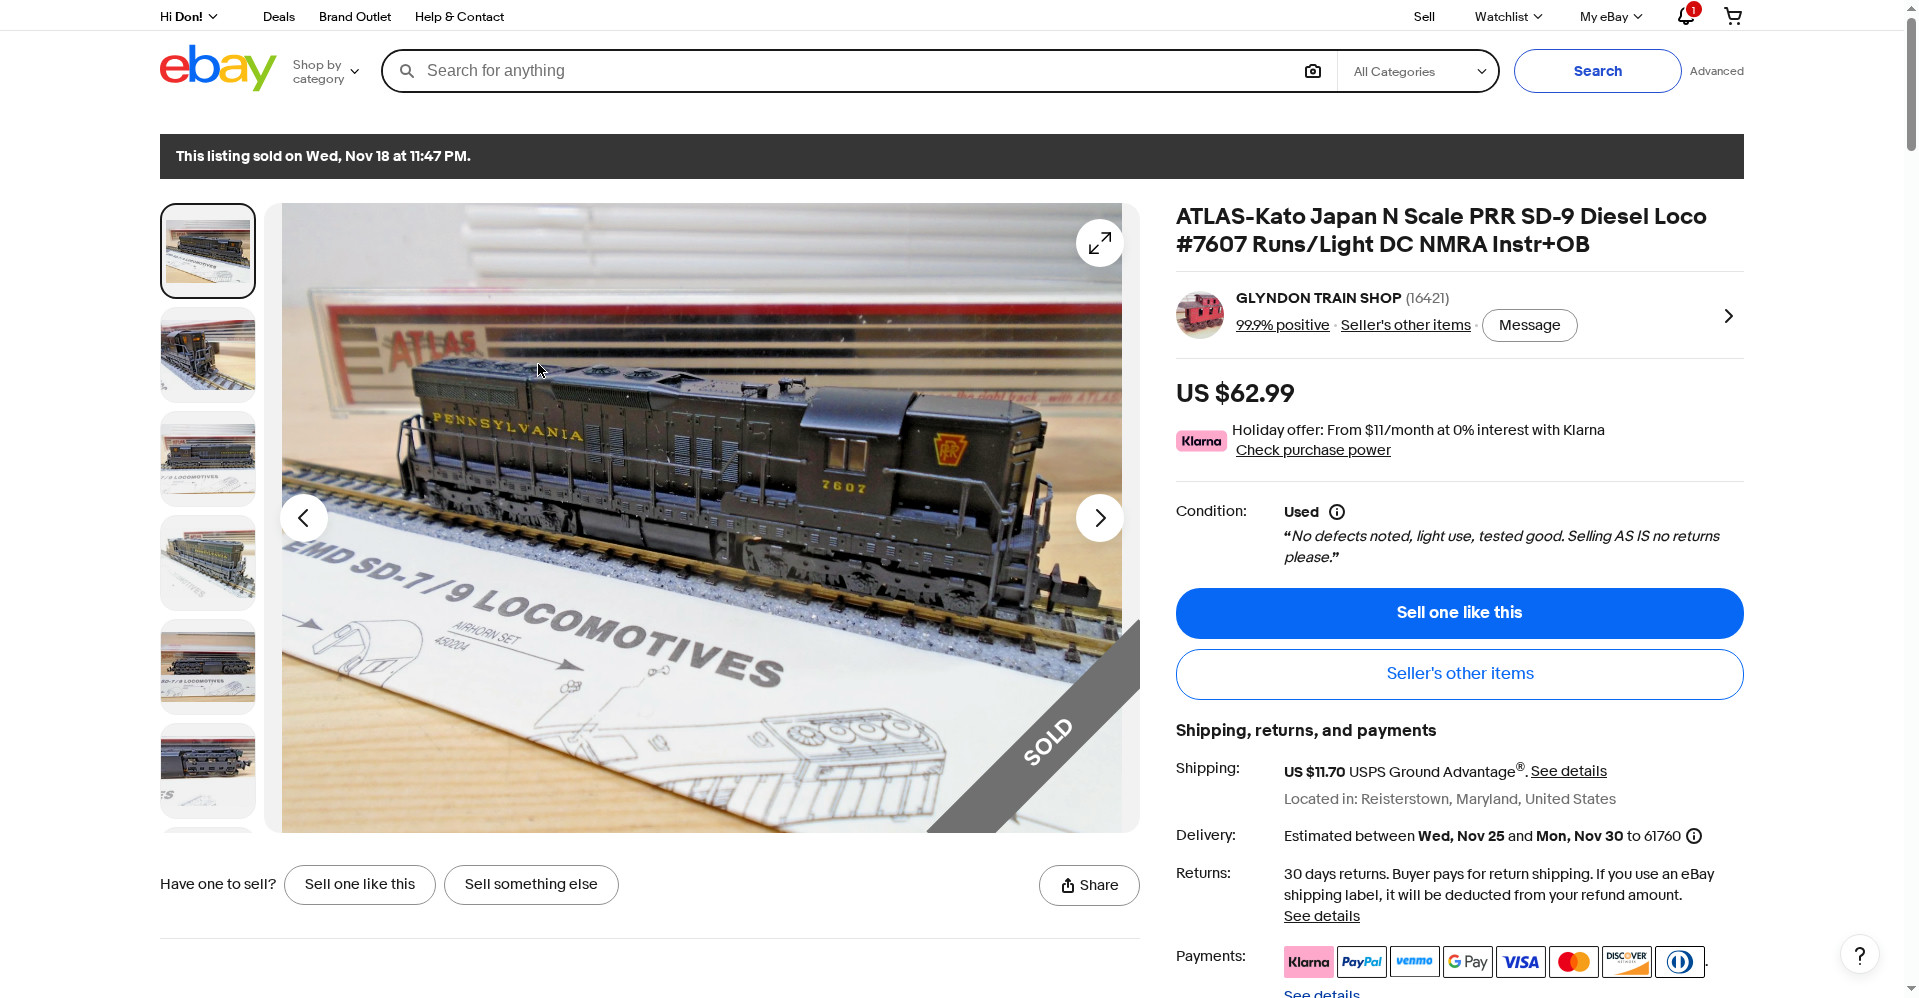 Hi Don!
Deals
Brand Outlet
Help & Contact
Sell
Watchlist
My eBay
1
ebay
Shop by
category
Search for anything
All Categories
Search
Advanced
This listing sold on Wed, Nov 18 at 11:47 PM.
ATLAS
the right track. with ATLAS
PENNSYLVANIA
PRR
7607
EMD SD-7/9 LOCOMOTIVES
AIRHORN SET
450204
SOLD
ATLAS-Kato Japan N Scale PRR SD-9 Diesel Loco
#7607 Runs/Light DC NMRA Instr+OB
GLYNDON TRAIN SHOP (16421)
99.9% positive · Seller's other items · Message
US $62.99
Klarna
Holiday offer: From $11/month at 0% interest with Klarna
Check purchase power
Condition:
Used
“No defects noted, light use, tested good. Selling AS IS no returns
please.”
Sell one like this
Seller's other items
Shipping, returns, and payments
Shipping:
US $11.70 USPS Ground Advantage®. See details
Located in: Reisterstown, Maryland, United States
Delivery:
Estimated between Wed, Nov 25 and Mon, Nov 30 to 61760
Returns:
30 days returns. Buyer pays for return shipping. If you use an eBay
shipping label, it will be deducted from your refund amount.
See details
Payments:
Klarna PayPal venmo G Pay VISA DISCOVER .
See details
Have one to sell?
Sell one like this
Sell something else
Share
?